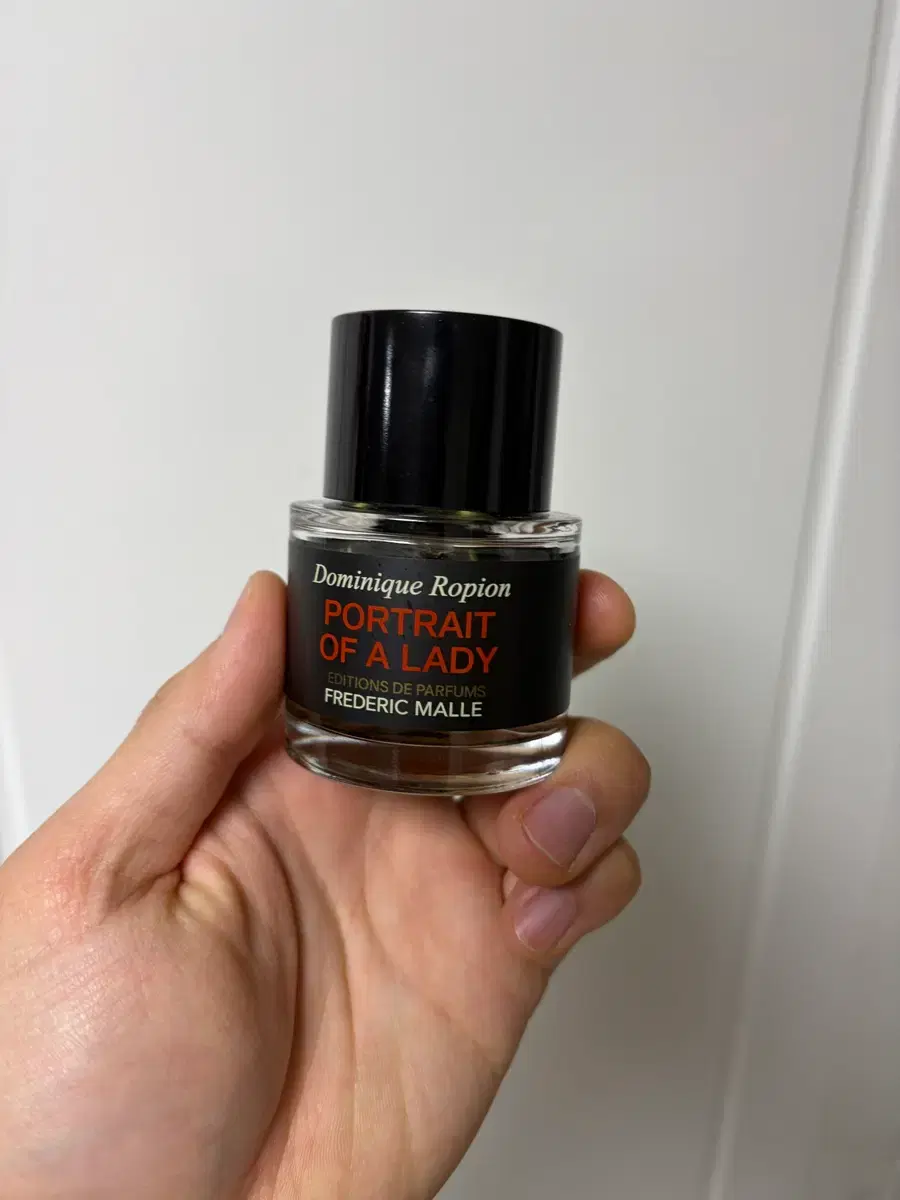 Dominique Ropion
PORTRAIT
OF A LADY
EDITIONS DE PARFUMS
FREDERIC MALLE